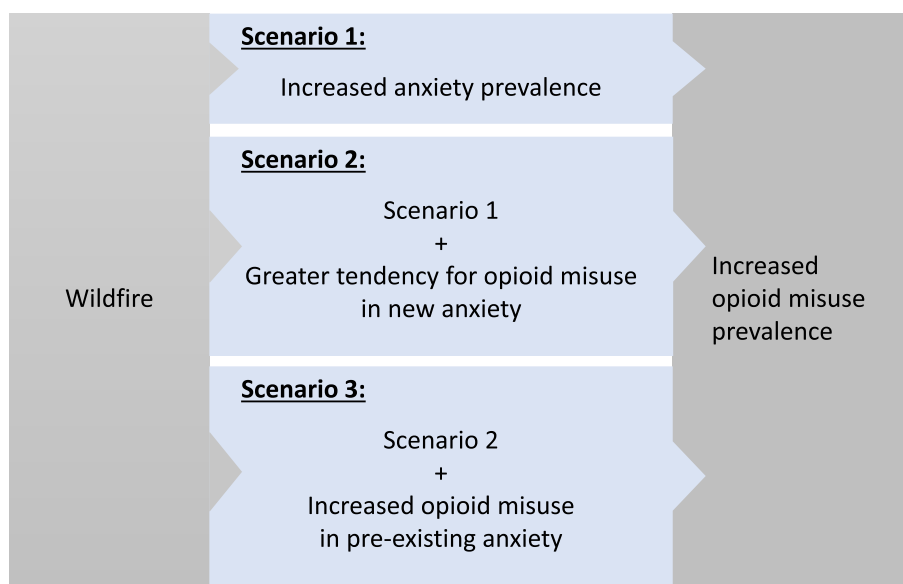 Wildfire
Scenario 1:
Increased anxiety prevalence
Scenario 2:
Scenario 1
+
Greater tendency for opioid misuse
in new anxiety
Scenario 3:
Scenario 2
+
Increased opioid misuse
in pre-existing anxiety
Increased
opioid misuse
prevalence